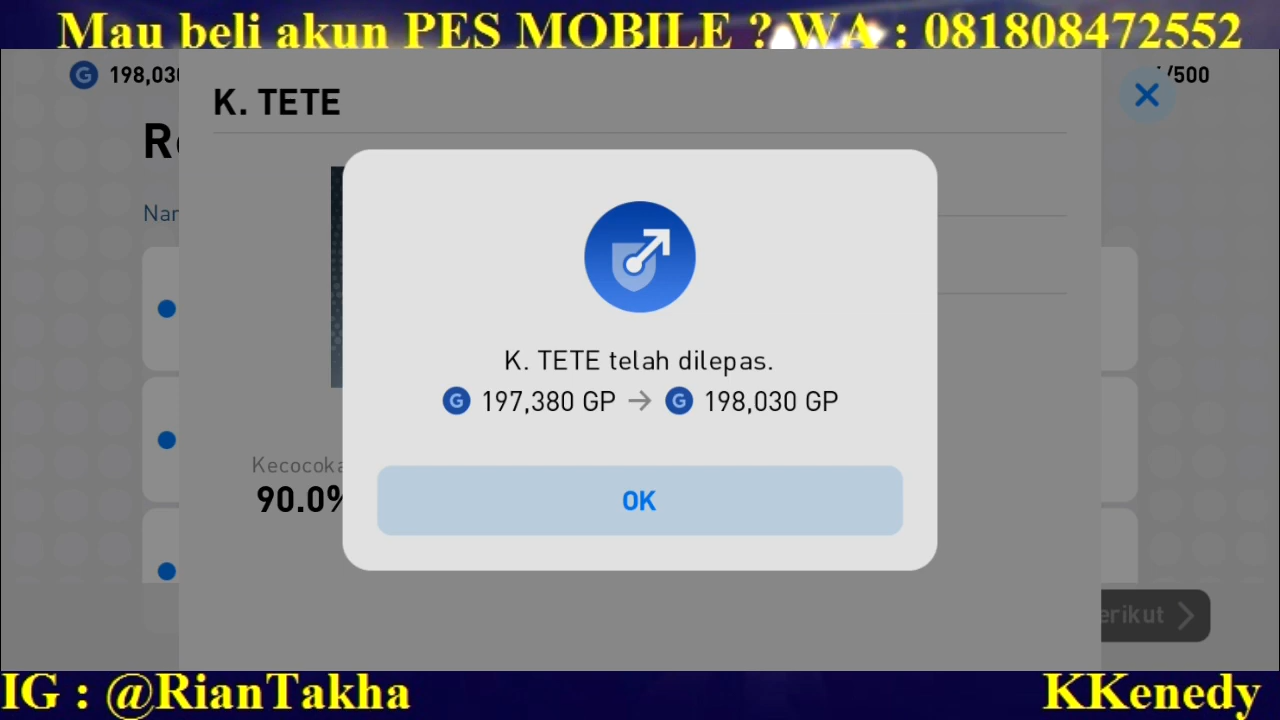 Mau beli akun PES MOBILE ? WA : 081808472552
198,030
/500
K. TETE
K. TETE telah dilepas.
197,380 GP → 198,030 GP
90.0%
OK
IG : @RianTakha
KKenedy